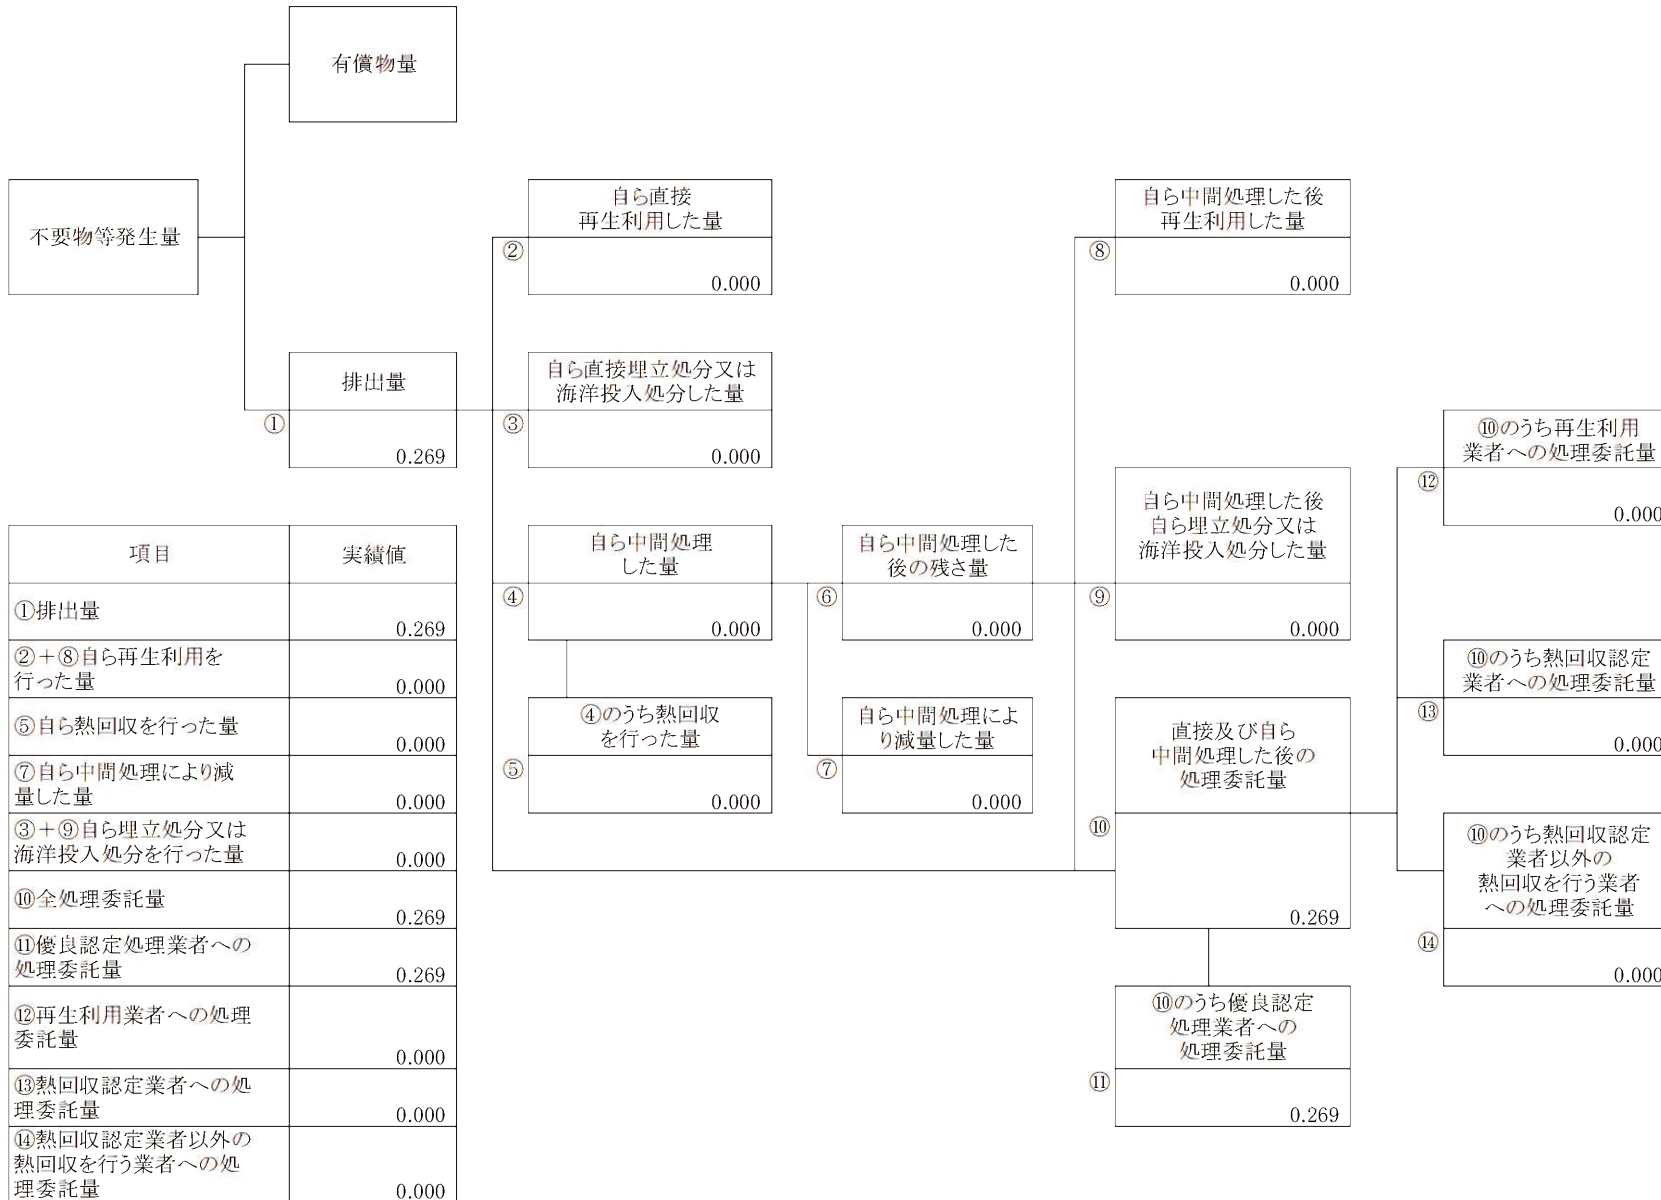 有償物量
不要物等発生量
排出量
①
0.269
自ら直接
再生利用した量
②
0.000
自ら直接埋立処分又は
海洋投入処分した量
③
0.000
自ら中間処理
した量
④
0.000
④のうち熱回収
を行った量
⑤
0.000
自ら中間処理した
後の残さ量
⑥
0.000
自ら中間処理によ
り減量した量
⑦
0.000
自ら中間処理した後
再生利用した量
⑧
0.000
自ら中間処理した後
自ら埋立処分又は
海洋投入処分した量
⑨
0.000
直接及び自ら
中間処理した後の
処理委託量
⑩
0.269
⑩のうち優良認定
処理業者への
処理委託量
⑪
0.269
⑩のうち再生利用
業者への処理委託量
⑫
0.000
⑩のうち熱回収認定
業者への処理委託量
⑬
0.000
⑩のうち熱回収認定
業者以外の
熱回収を行う業者
への処理委託量
⑭
0.000
項目 実績値
①排出量
0.269
②＋⑧自ら再生利用を
行った量
0.000
⑤自ら熱回収を行った量
0.000
⑦自ら中間処理により減
量した量
0.000
③＋⑨自ら埋立処分又は
海洋投入処分を行った量
0.000
⑩全処理委託量
0.269
⑪優良認定処理業者への
処理委託量
0.269
⑫再生利用業者への処理
委託量
0.000
⑬熱回収認定業者への処
理委託量
0.000
⑭熱回収認定業者以外の
熱回収を行う業者への処
理委託量
0.000